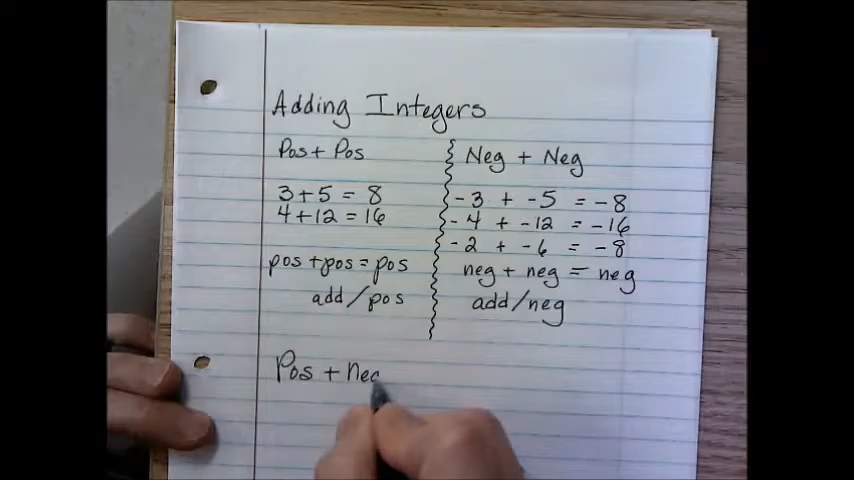 Adding Integers
Pos + Pos
3 + 5 = 8
4 + 12 = 16
pos + pos = pos
add / pos
Neg + Neg
- 3 + -5 = - 8
- 4 + -12 = - 16
- 2 + -6 = - 8
neg + neg = neg
add / neg
Pos + neg